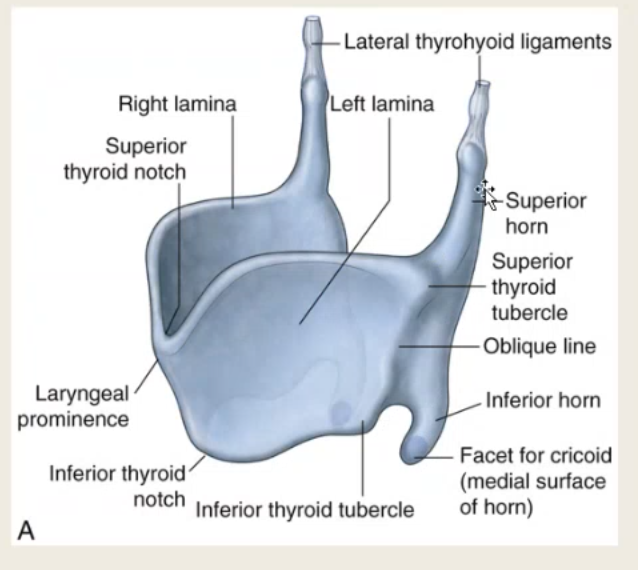 Lateral thyrohyoid ligaments
Right lamina
Left lamina
Superior
thyroid notch
Superior
horn
Superior
thyroid
tubercle
Oblique line
Laryngeal
prominence
Inferior horn
Inferior thyroid
notch
Inferior thyroid tubercle
Facet for cricoid
(medial surface
of horn)
A